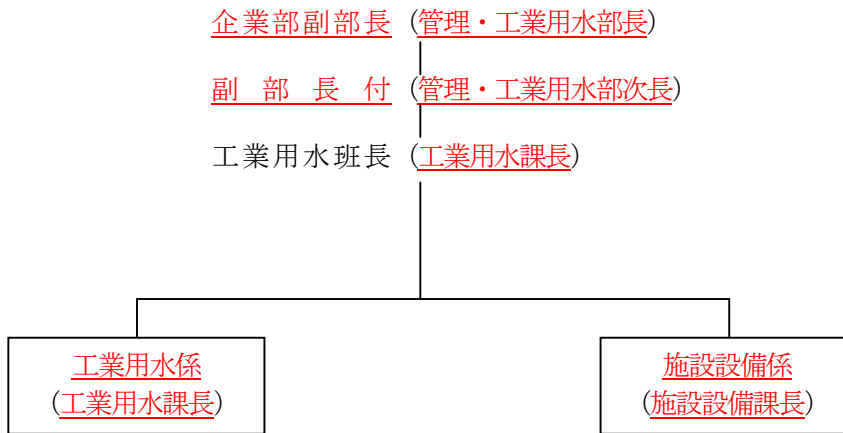 企業部副部長（管理・工業用水部長）
副部長付（管理・工業用水部次長）
工業用水班長（工業用水課長）
工業用水係
（工業用水課長）
施設設備係
（施設設備課長）